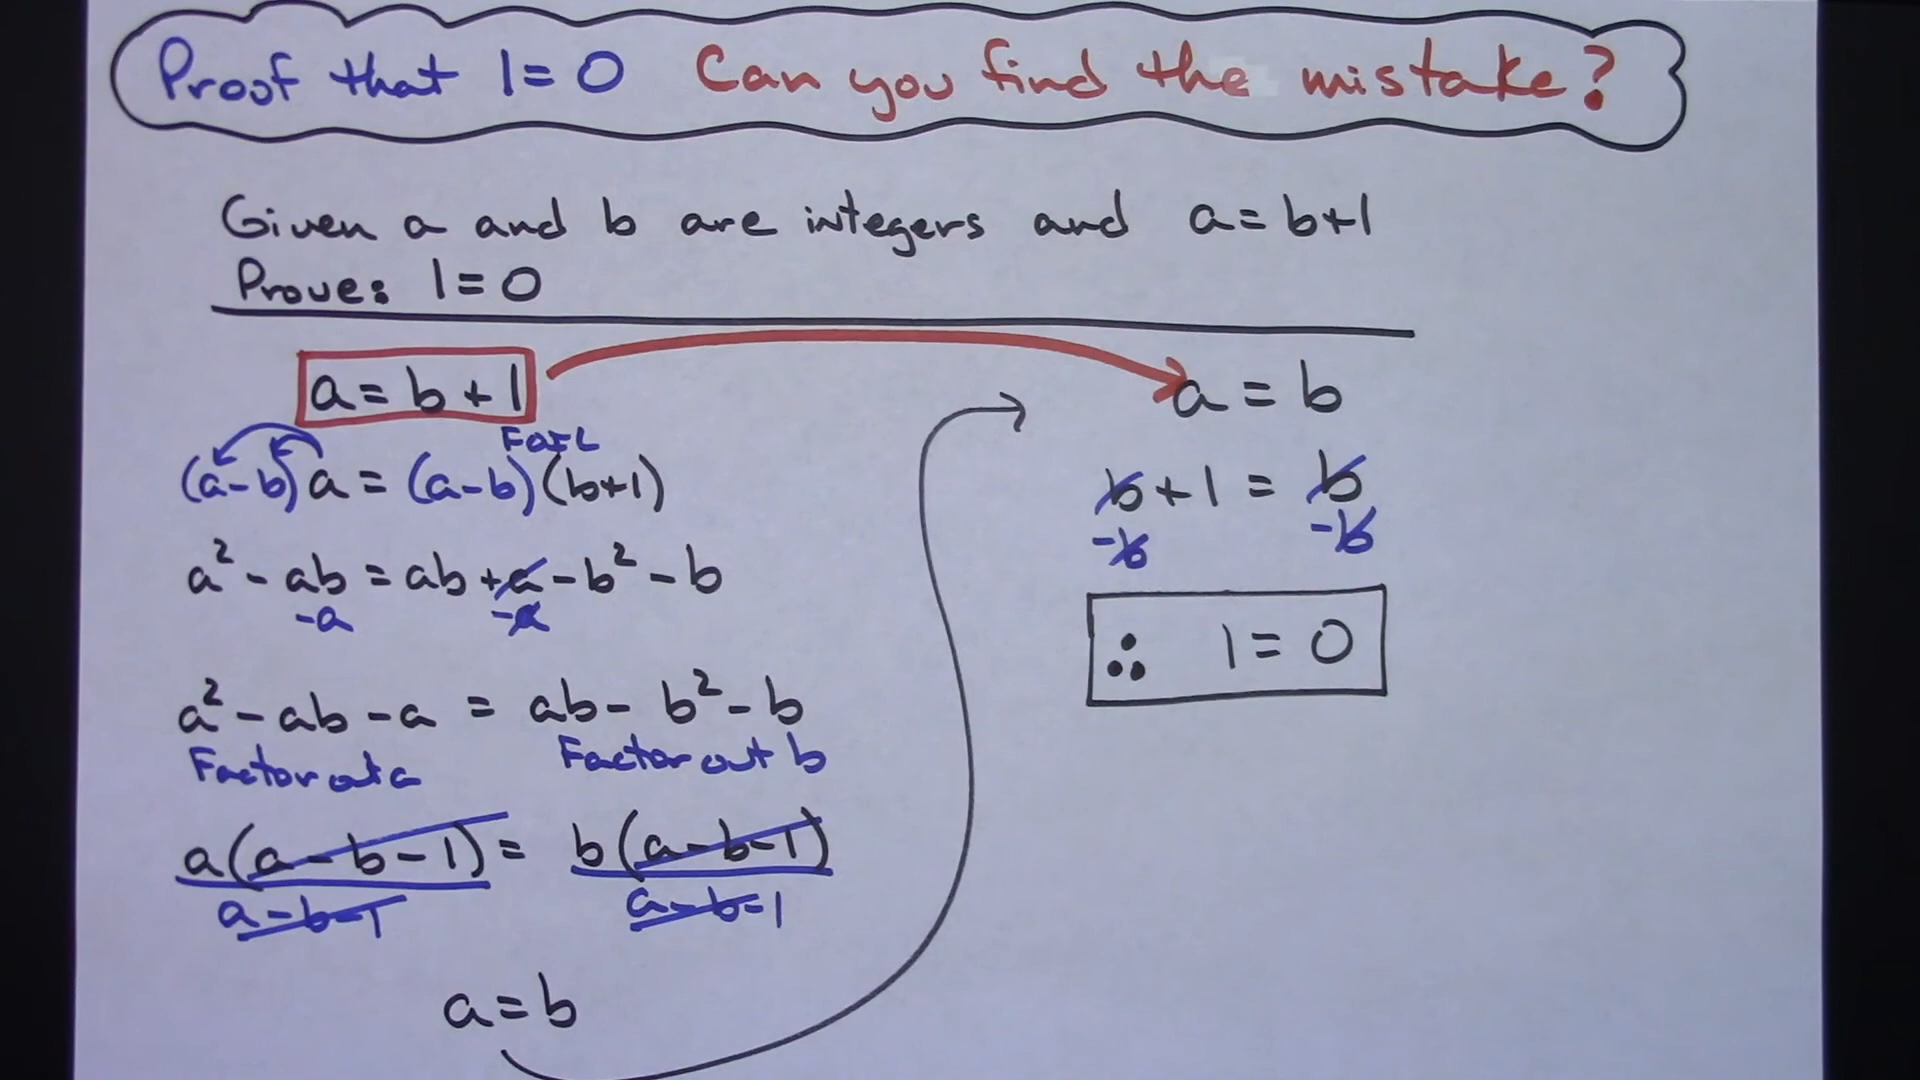 Proof that 1=0 Can you find the mistake?
Given a and b are integers and a=b+1
Prove: 1=0
a = b + 1
FOIL
(a-b)a = (a-b)(b+1)
a² - ab = ab + a - b² - b
-a -a
a² - ab - a = ab - b² - b
Factor out a Factor out b
a(a-b-1) = b(a-b-1)
a-b-1 a-b-1
a=b
a = b
b+1 = b
-b -b
∴ 1 = 0